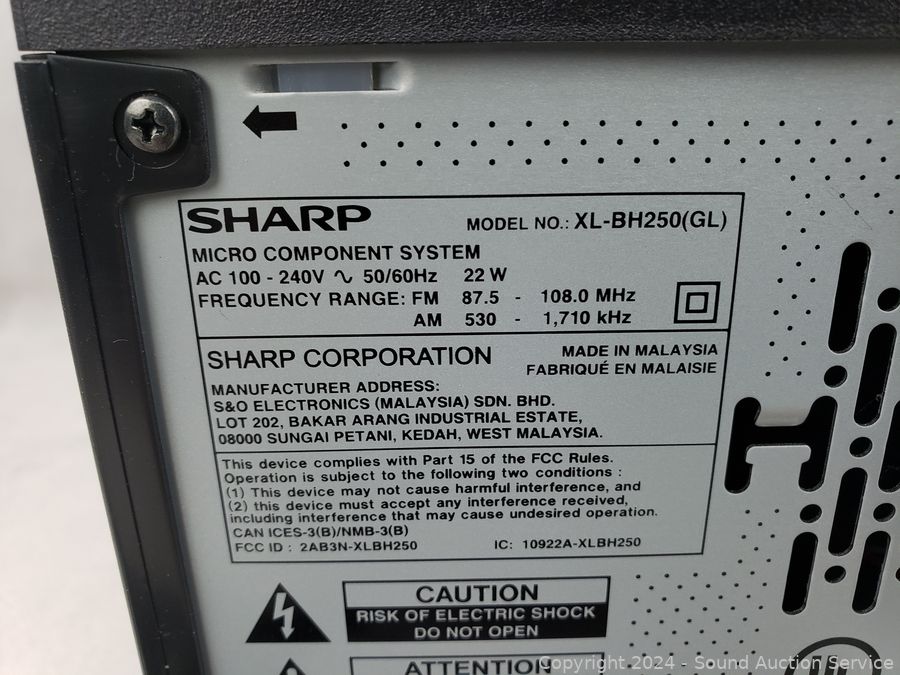 SHARP MODEL NO.: XL-BH250(GL)
MICRO COMPONENT SYSTEM
AC 100 - 240V ∿ 50/60Hz 22 W
FREQUENCY RANGE: FM 87.5 - 108.0 MHz
AM 530 - 1,710 kHz
SHARP CORPORATION
MADE IN MALAYSIA
FABRIQUÉ EN MALAISIE
MANUFACTURER ADDRESS:
S&O ELECTRONICS (MALAYSIA) SDN. BHD.
LOT 202, BAKAR ARANG INDUSTRIAL ESTATE,
08000 SUNGAI PETANI, KEDAH, WEST MALAYSIA.
This device complies with Part 15 of the FCC Rules.
Operation is subject to the following two conditions :
(1) This device may not cause harmful interference, and
(2) this device must accept any interference received,
including interference that may cause undesired operation.
CAN ICES-3(B)/NMB-3(B)
FCC ID : 2AB3N-XLBH250 IC: 10922A-XLBH250
CAUTION
RISK OF ELECTRIC SHOCK
DO NOT OPEN
ATTENTION
Copyright 2024 - Sound Auction Service